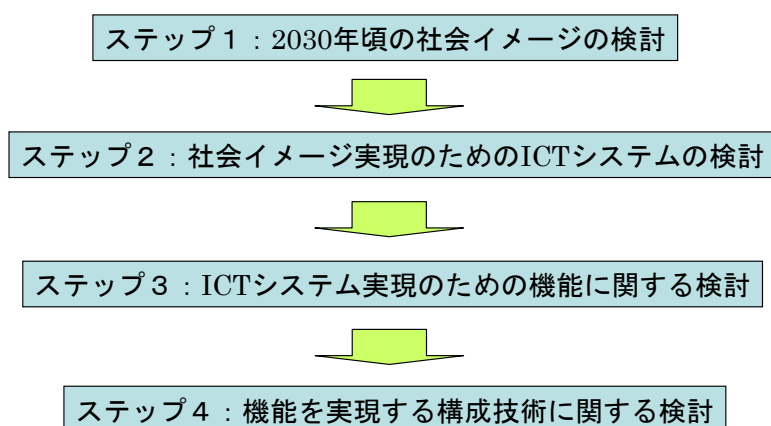 ステップ１：2030年頃の社会イメージの検討
ステップ２：社会イメージ実現のためのICTシステムの検討
ステップ３：ICTシステム実現のための機能に関する検討
ステップ４：機能を実現する構成技術に関する検討